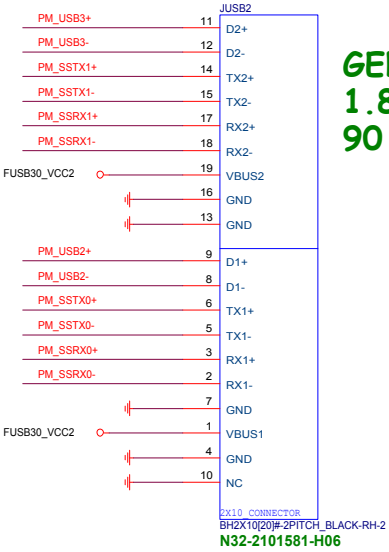 JUSB2
PM_USB3+ 11 D2+
PM_USB3- 12 D2-
PM_SSTX1+ 14 TX2+
PM_SSTX1- 15 TX2-
PM_SSRX1+ 17 RX2+
PM_SSRX1- 18 RX2-
FUSB30_VCC2 19 VBUS2
16 GND
13 GND
PM_USB2+ 9 D1+
PM_USB2- 8 D1-
PM_SSTX0+ 6 TX1+
PM_SSTX0- 5 TX1-
PM_SSRX0+ 3 RX1+
PM_SSRX0- 2 RX1-
7 GND
FUSB30_VCC2 1 VBUS1
4 GND
10 NC
2X10_CONNECTOR
BH2X10[20]#-2PITCH_BLACK-RH-2
N32-2101581-H06
1.8
90